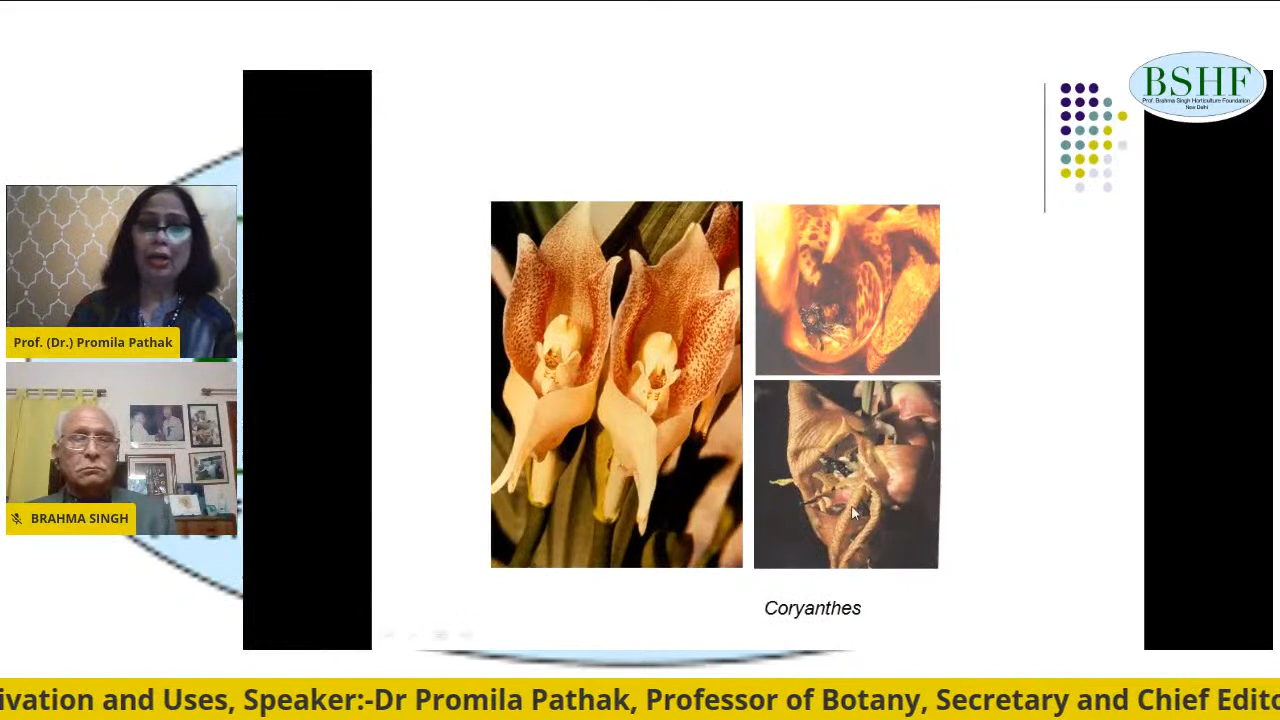 BSHF
Prof. Brahma Singh Horticulture Foundation
New Delhi
Prof. (Dr.) Promila Pathak
BRAHMA SINGH
Coryanthes
ivation and Uses, Speaker:-Dr Promila Pathak, Professor of Botany, Secretary and Chief Edito